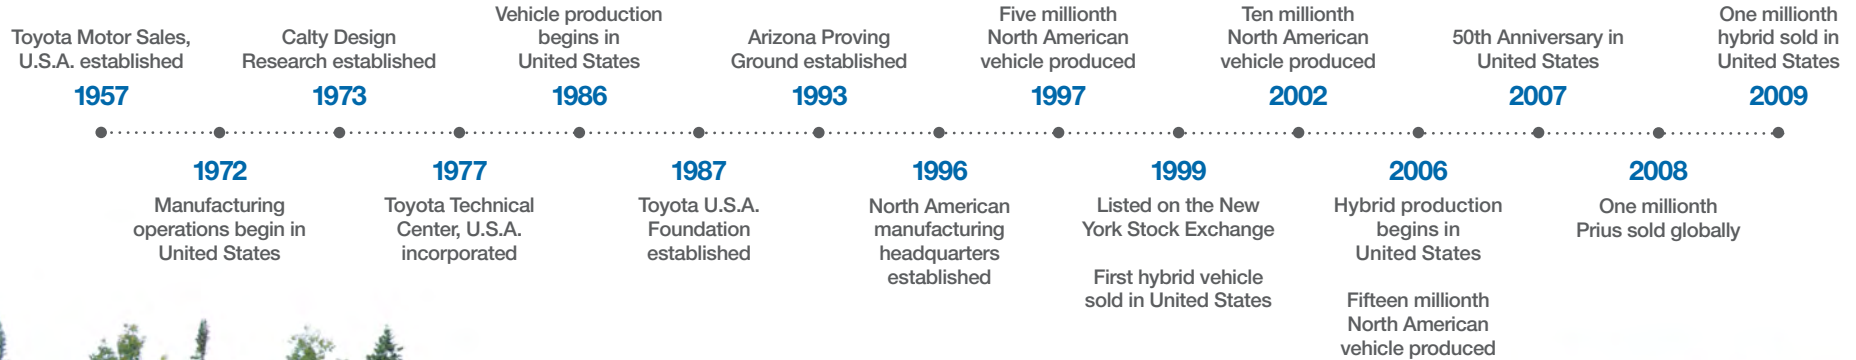 Toyota Motor Sales,
U.S.A. established
1957
1972
Manufacturing
operations begin in
United States
Calty Design
Research established
1973
1977
Toyota Technical
Center, U.S.A.
incorporated
Vehicle production
begins in
United States
1986
1987
Toyota U.S.A.
Foundation
established
Arizona Proving
Ground established
1993
1996
North American
manufacturing
headquarters
established
Five millionth
North American
vehicle produced
1997
1999
Listed on the New
York Stock Exchange
First hybrid vehicle
sold in United States
Ten millionth
North American
vehicle produced
2002
2006
Hybrid production
begins in
United States
Fifteen millionth
North American
vehicle produced
50th Anniversary in
United States
2007
2008
One millionth
Prius sold globally
One millionth
hybrid sold in
United States
2009